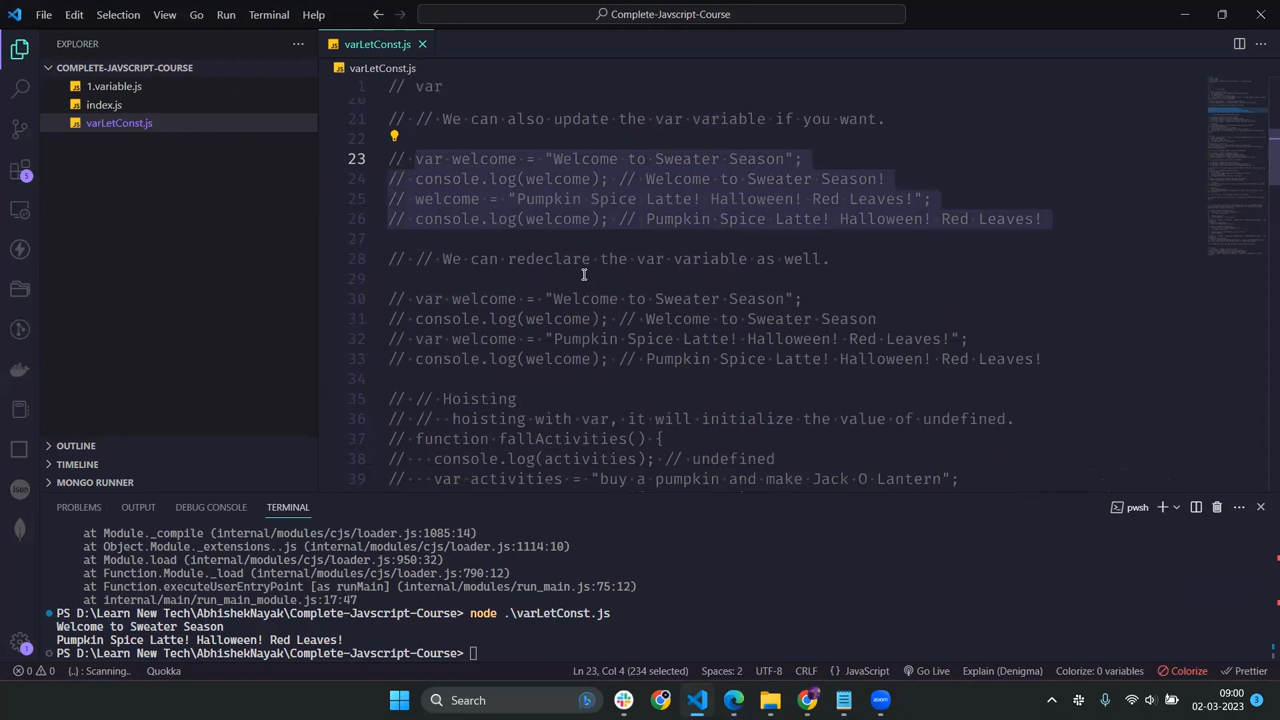 File Edit Selection View Go Run Terminal Help
Complete-Javscript-Course
EXPLORER
COMPLETE-JAVSCRIPT-COURSE
JS 1.variable.js
JS index.js
JS varLetConst.js
OUTLINE
TIMELINE
MONGO RUNNER
5
json
1
JS varLetConst.js
JS varLetConst.js
1 // var
20
21 // // We can also update the var variable if you want.
22
23 // var welcome = "Welcome to Sweater Season";
24 // console.log(welcome); // Welcome to Sweater Season!
25 // welcome = "Pumpkin Spice Latte! Halloween! Red Leaves!";
26 // console.log(welcome); // Pumpkin Spice Latte! Halloween! Red Leaves!
27
28 // // We can redeclare the var variable as well.
29
30 // var welcome = "Welcome to Sweater Season";
31 // console.log(welcome); // Welcome to Sweater Season
32 // var welcome = "Pumpkin Spice Latte! Halloween! Red Leaves!";
33 // console.log(welcome); // Pumpkin Spice Latte! Halloween! Red Leaves!
34
35 // // Hoisting
36 // // hoisting with var, it will initialize the value of undefined.
37 // function fallActivities() {
38 // console.log(activities); // undefined
39 // var activities = "buy a pumpkin and make Jack O Lantern";
PROBLEMS OUTPUT DEBUG CONSOLE TERMINAL
pwsh
at Module._compile (internal/modules/cjs/loader.js:1085:14)
at Object.Module._extensions..js (internal/modules/cjs/loader.js:1114:10)
at Module.load (internal/modules/cjs/loader.js:950:32)
at Function.Module._load (internal/modules/cjs/loader.js:790:12)
at Function.executeUserEntryPoint [as runMain] (internal/modules/run_main.js:75:12)
at internal/main/run_main_module.js:17:47
PS D:\Learn New Tech\AbhishekNayak\Complete-Javscript-Course> node .\varLetConst.js
Welcome to Sweater Season
Pumpkin Spice Latte! Halloween! Red Leaves!
PS D:\Learn New Tech\AbhishekNayak\Complete-Javscript-Course>
0 0 {..} : Scanning.. Quokka Ln 23, Col 4 (234 selected) Spaces: 2 UTF-8 CRLF {} JavaScript Go Live Explain (Denigma) Colorize: 0 variables Colorize Prettier
Search
zoom
09:00
02-03-2023
3